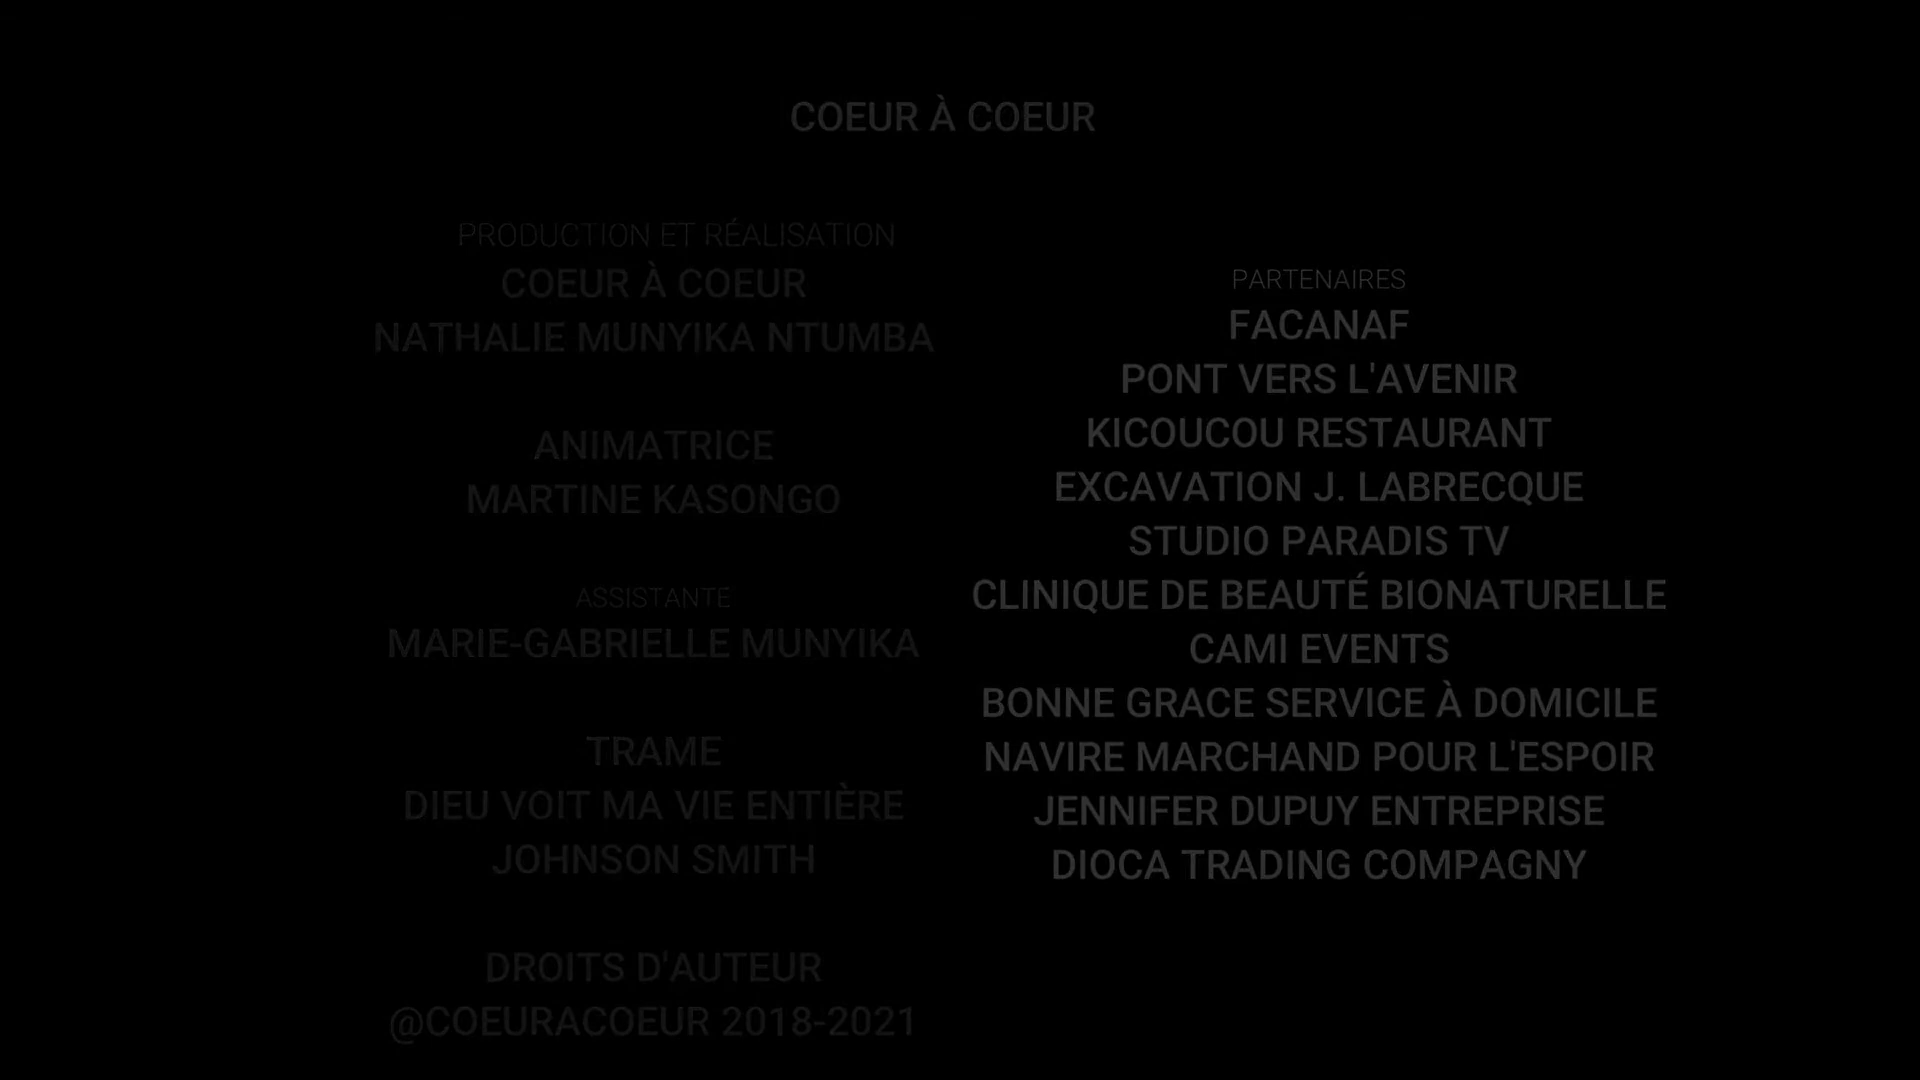 COEUR À COEUR
PRODUCTION ET RÉALISATION
COEUR À COEUR
NATHALIE MUNYIKA NTUMBA
ANIMATRICE
MARTINE KASONGO
ASSISTANTE
MARIE-GABRIELLE MUNYIKA
TRAME
DIEU VOIT MA VIE ENTIÈRE
JOHNSON SMITH
DROITS D'AUTEUR
@COEURACOEUR 2018-2021
PARTENAIRES
FACANAF
PONT VERS L'AVENIR
KICOUCOU RESTAURANT
EXCAVATION J. LABRECQUE
STUDIO PARADIS TV
CLINIQUE DE BEAUTÉ BIONATURELLE
CAMI EVENTS
BONNE GRACE SERVICE À DOMICILE
NAVIRE MARCHAND POUR L'ESPOIR
JENNIFER DUPUY ENTREPRISE
DIOCA TRADING COMPAGNY